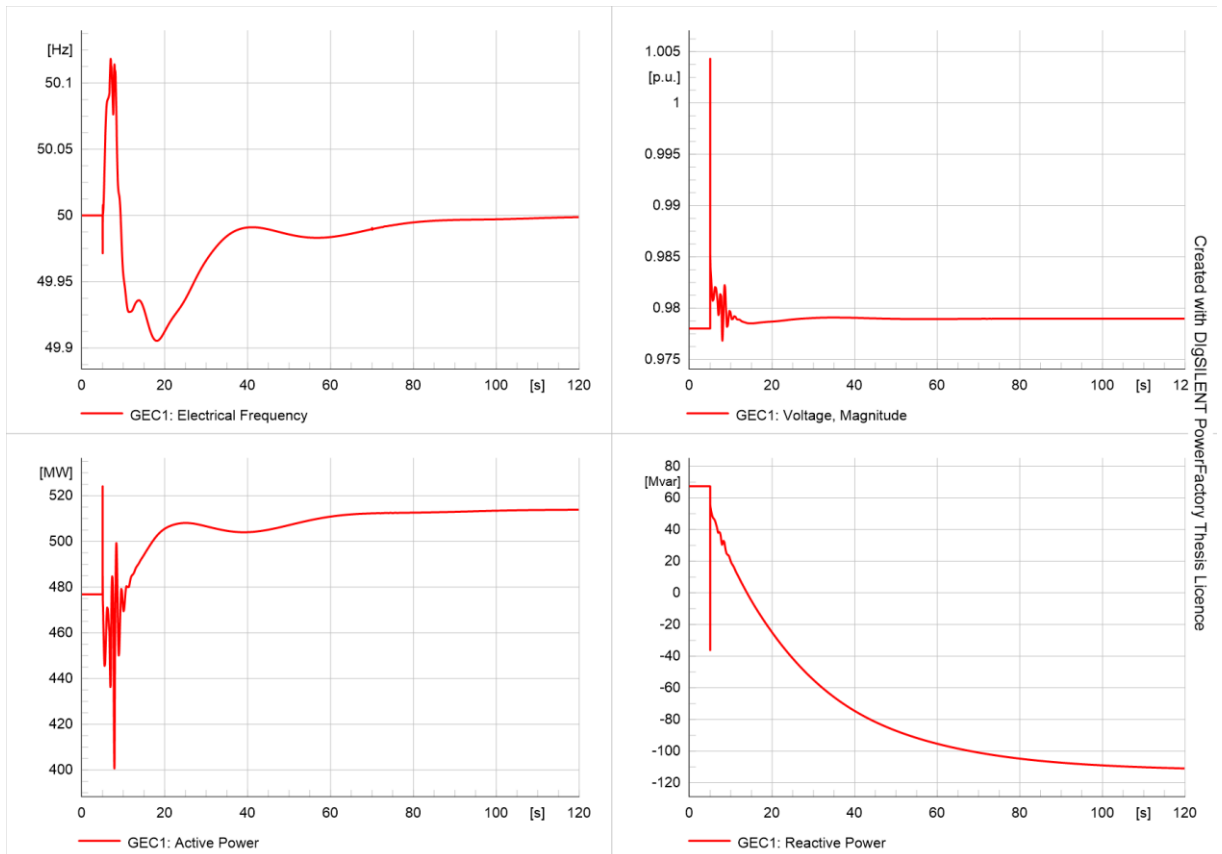 [Hz]
50.1
50.05
50
49.95
49.9
0 20 40 60 80 100 [s] 120
GEC1: Electrical Frequency
1.005
[p.u.]
1
0.995
0.99
0.985
0.98
0.975
0 20 40 60 80 100 [s] 120
GEC1: Voltage, Magnitude
[MW]
520
500
480
460
440
420
400
0 20 40 60 80 100 [s] 120
GEC1: Active Power
80
[Mvar]
60
40
20
0
-20
-40
-60
-80
-100
-120
0 20 40 60 80 100 [s] 120
GEC1: Reactive Power
Created with DIgSILENT PowerFactory Thesis Licence